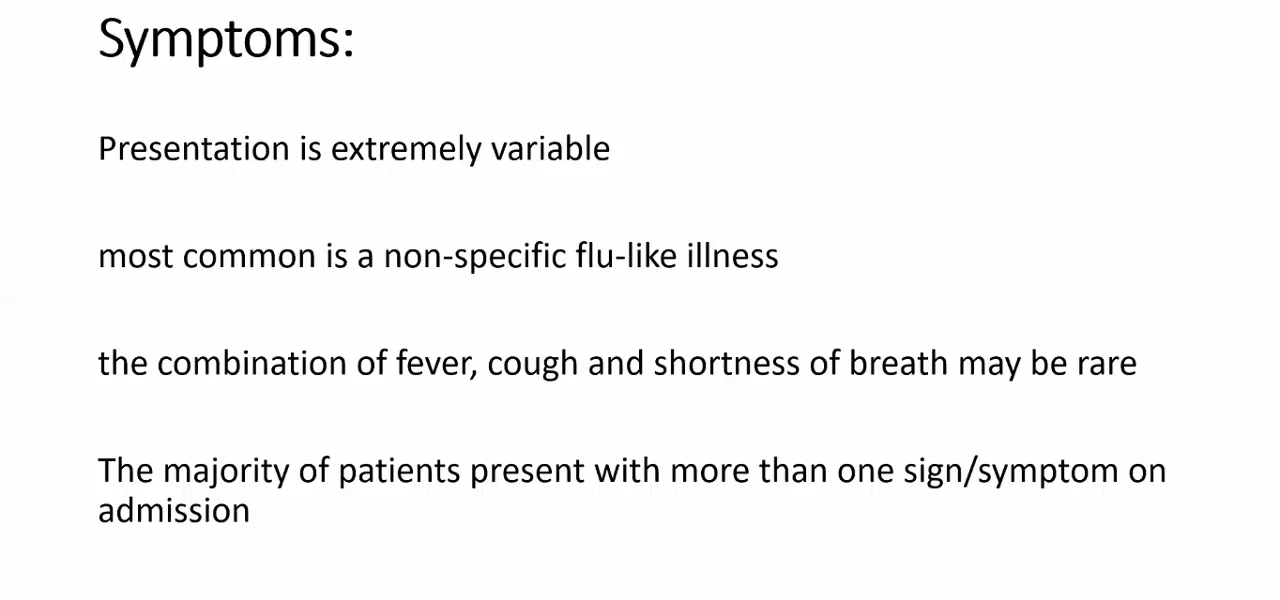 Symptoms:
Presentation is extremely variable
most common is a non-specific flu-like illness
the combination of fever, cough and shortness of breath may be rare
The majority of patients present with more than one sign/symptom on
admission